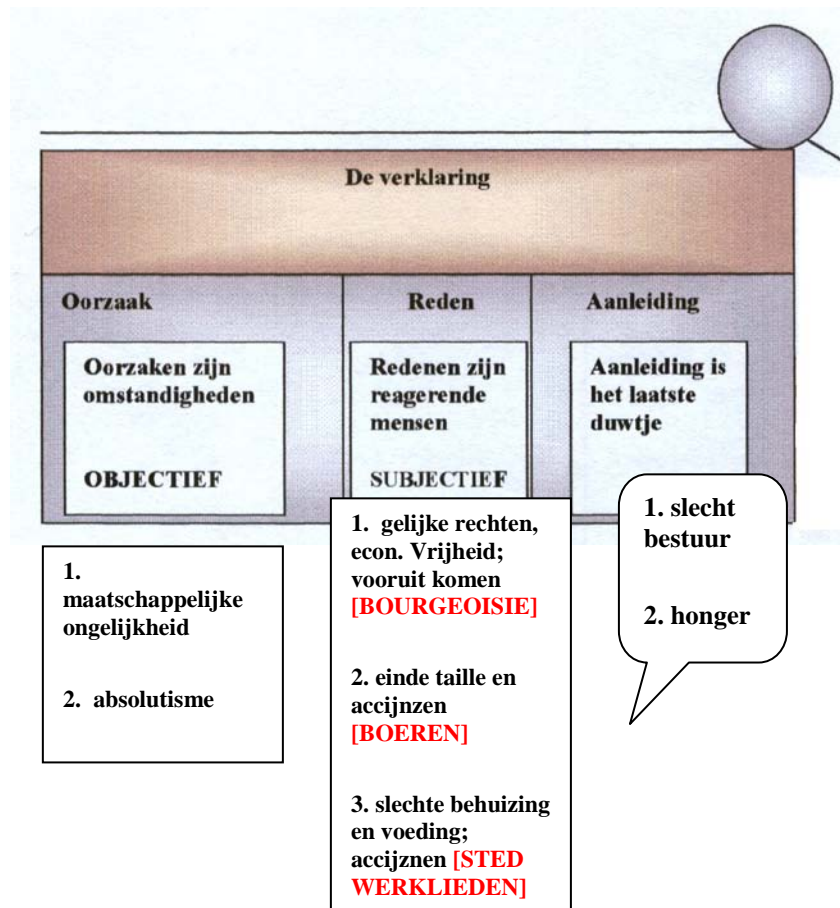 De verklaring
Oorzaak
Oorzaken zijn
omstandigheden
OBJECTIEF
1.
maatschappelijke
ongelijkheid
2. absolutisme
Reden
Redenen zijn
reagerende
mensen
SUBJECTIEF
1. gelijke rechten,
econ. Vrijheid;
vooruit komen
[BOURGEOISIE]
2. einde taille en
accijnzen
[BOEREN]
3. slechte behuizing
en voeding;
accijznen [STED
WERKLIEDEN]
Aanleiding
Aanleiding is
het laatste
duwtje
1. slecht
bestuur
2. honger